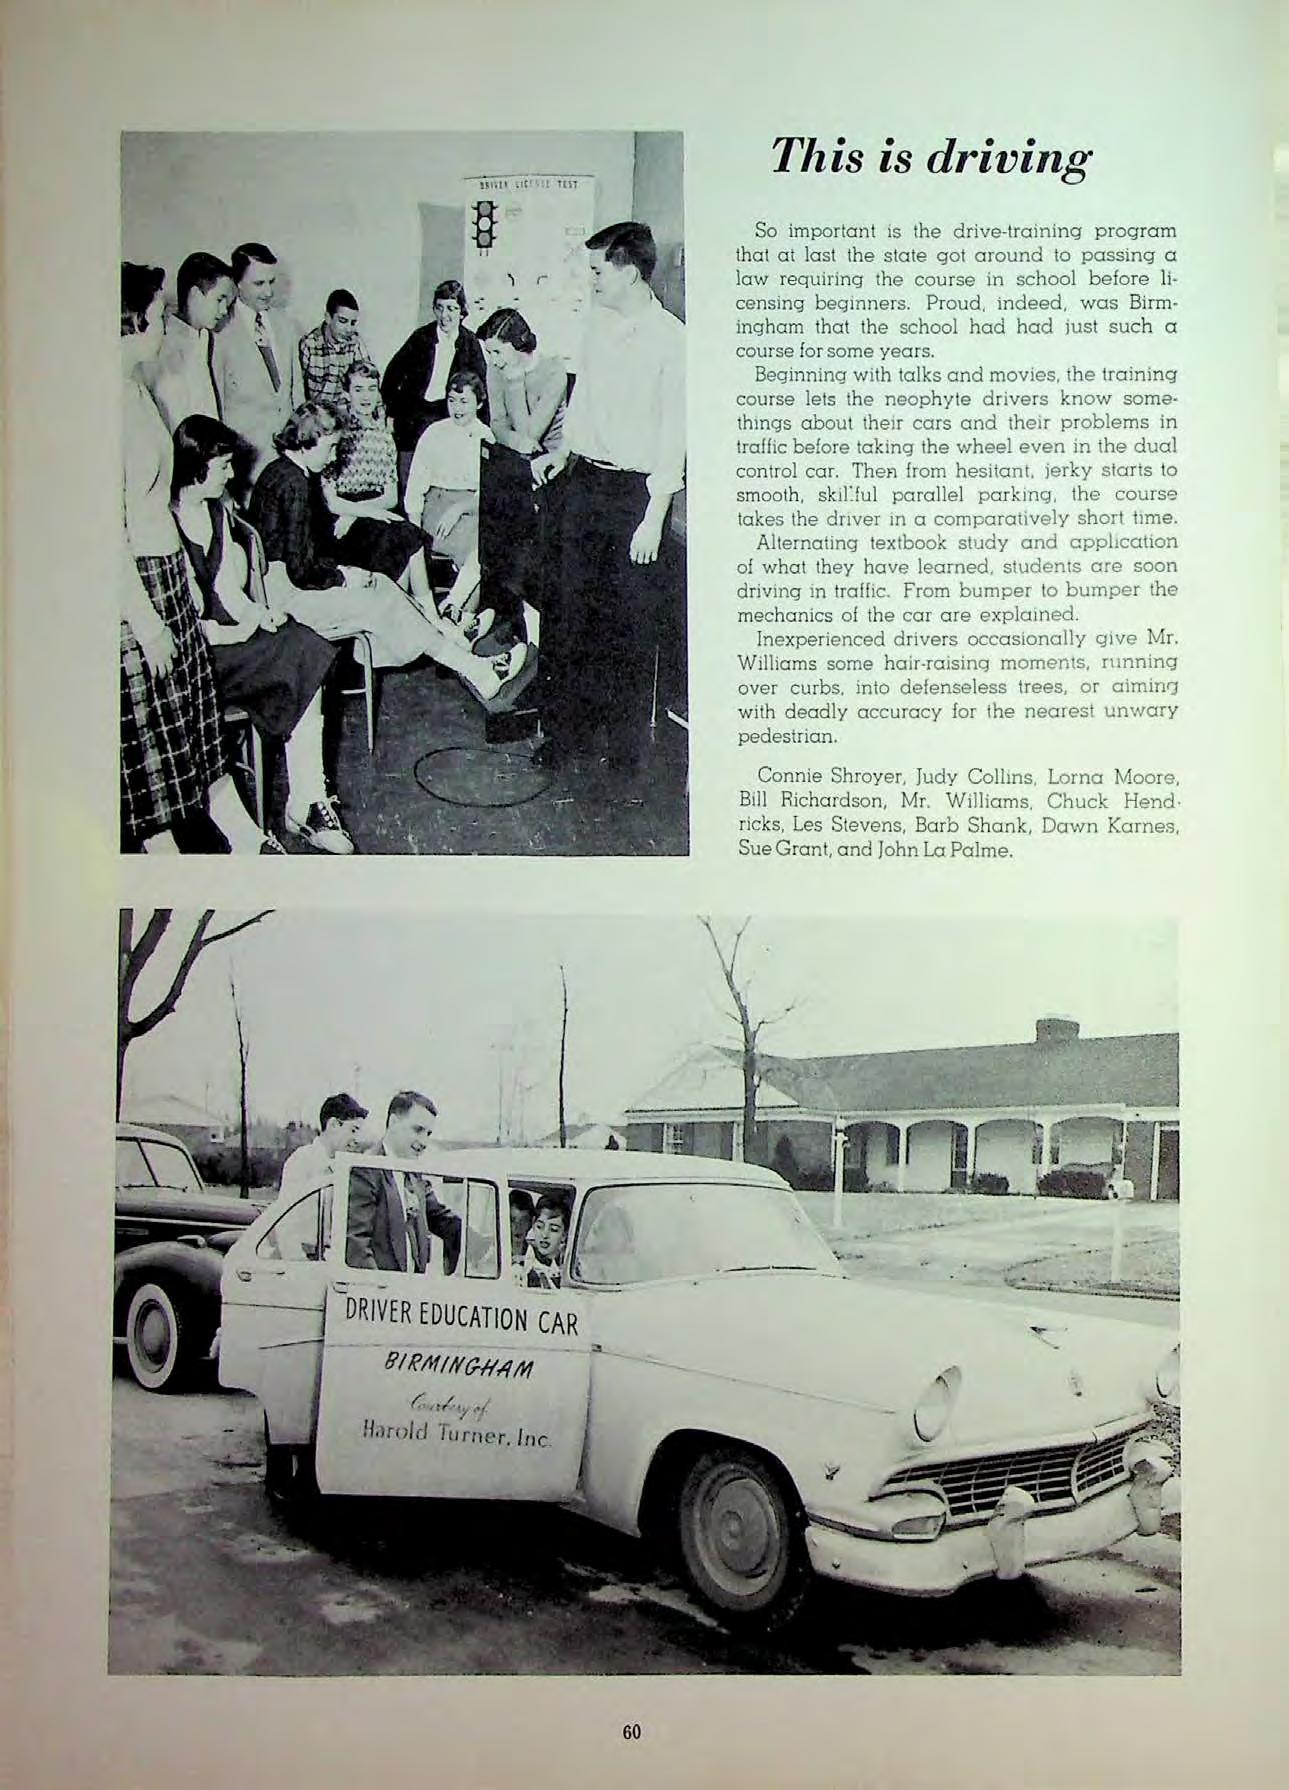 DRIVER LICENSE TEST
This is driving
So important is the drive-training program
that at last the state got around to passing a
law requiring the course in school before li-
censing beginners. Proud, indeed, was Birm-
ingham that the school had had just such a
course for some years.
Beginning with talks and movies, the training
course lets the neophyte drivers know some-
things about their cars and their problems in
traffic before taking the wheel even in the dual
control car. Then from hesitant, jerky starts to
smooth, skillful parallel parking, the course
takes the driver in a comparatively short time.
Alternating textbook study and application
of what they have learned, students are soon
driving in traffic. From bumper to bumper the
mechanics of the car are explained.
Inexperienced drivers occasionally give Mr.
Williams some hair-raising moments, running
over curbs, into defenseless trees, or aiming
with deadly accuracy for the nearest unwary
pedestrian.
Connie Shroyer, Judy Collins, Lorna Moore,
Bill Richardson, Mr. Williams, Chuck Hend-
ricks, Les Stevens, Barb Shank, Dawn Karnes,
Sue Grant, and John La Palme.
DRIVER EDUCATION CAR
BIRMINGHAM
Courtesy of
Harold Turner, Inc.
60